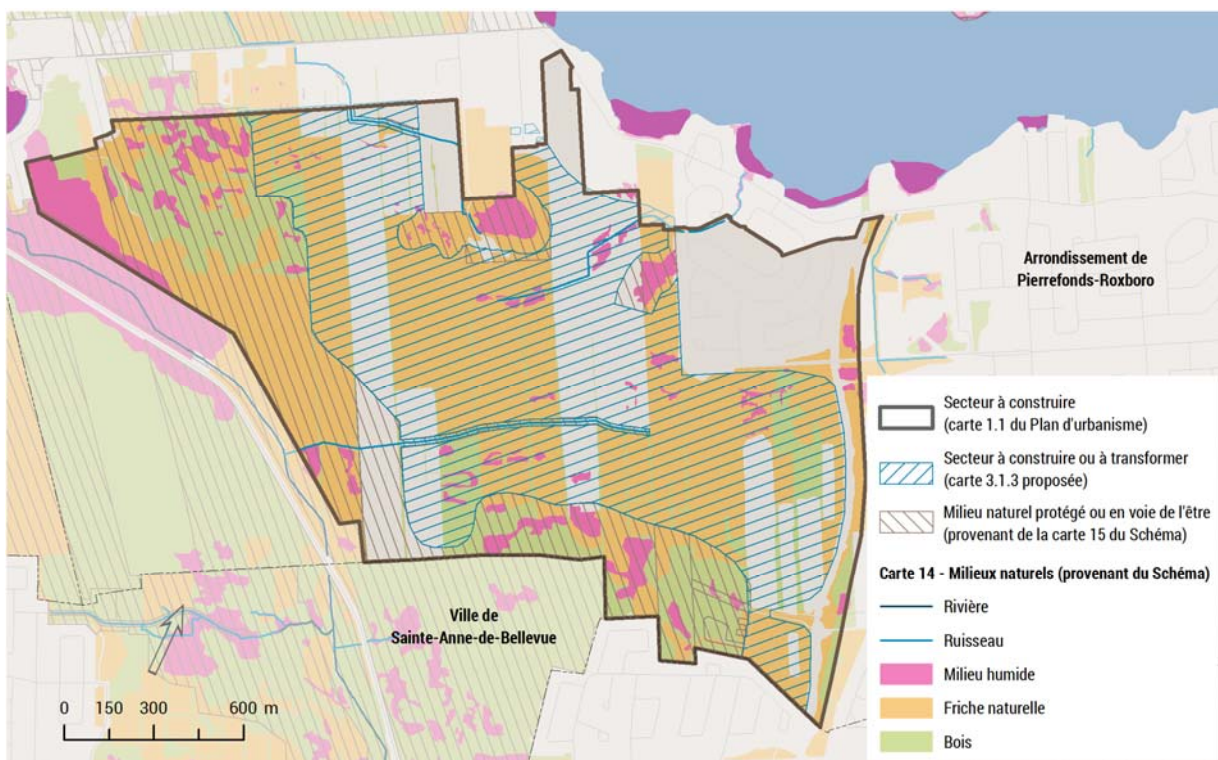 Arrondissement de
Pierrefonds-Roxboro
Ville de
Sainte-Anne-de-Bellevue
0 150 300 600 m
Secteur à construire
(carte 1.1 du Plan d'urbanisme)
Secteur à construire ou à transformer
(carte 3.1.3 proposée)
Milieu naturel protégé ou en voie de l'être
(provenant de la carte 15 du Schéma)
Carte 14 - Milieux naturels (provenant du Schéma)
Rivière
Ruisseau
Milieu humide
Friche naturelle
Bois